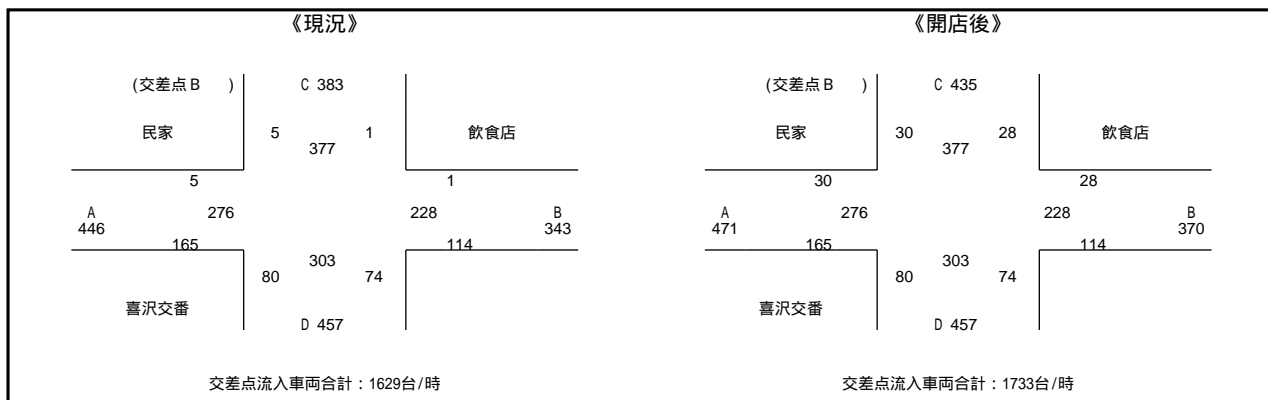 《現況》
(交差点B )
C 383
民家
5
1
飲食店
377
5
1
A
276
228
B
446
343
165
114
303
80
74
喜沢交番
D 457
交差点流入車両合計：1629台/時
《開店後》
(交差点B )
C 435
民家
30
28
飲食店
377
30
28
A
276
228
B
471
370
165
114
303
80
74
喜沢交番
D 457
交差点流入車両合計：1733台/時